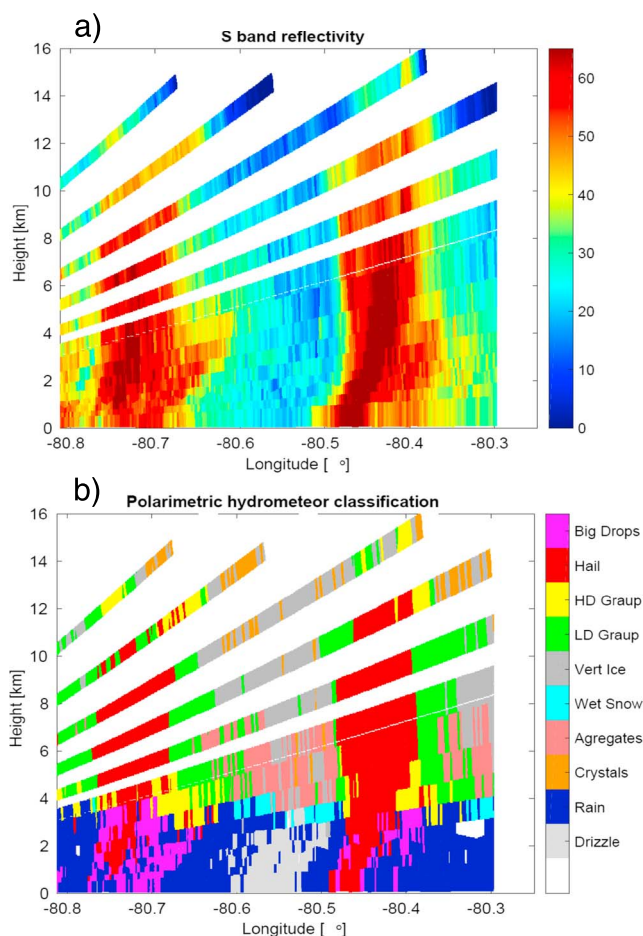 a)
S band reflectivity
16
14
12
10
8
6
4
2
0
Height [km]
-80.8 -80.7 -80.6 -80.5 -80.4 -80.3
Longitude [ o]
60
50
40
30
20
10
0
b)
Polarimetric hydrometeor classification
16
14
12
10
8
6
4
2
0
Height [km]
-80.8 -80.7 -80.6 -80.5 -80.4 -80.3
Longitude [ o]
Big Drops
Hail
HD Graup
LD Graup
Vert Ice
Wet Snow
Agregates
Crystals
Rain
Drizzle